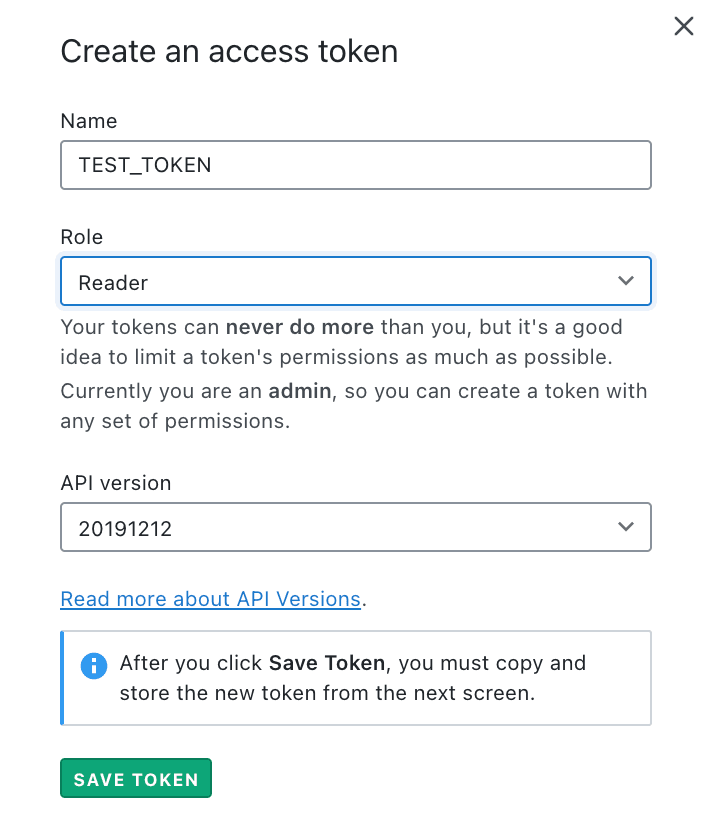 Create an access token
Name
TEST_TOKEN
Role
Reader
Your tokens can never do more than you, but it's a good
idea to limit a token's permissions as much as possible.
Currently you are an admin, so you can create a token with
any set of permissions.
API version
20191212
Read more about API Versions.
After you click Save Token, you must copy and
store the new token from the next screen.
SAVE TOKEN